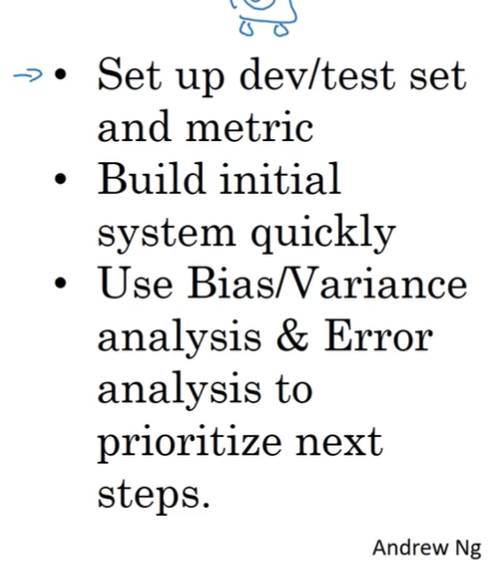 • Set up dev/test set
and metric
• Build initial
system quickly
• Use Bias/Variance
analysis & Error
analysis to
prioritize next
steps.
Andrew Ng